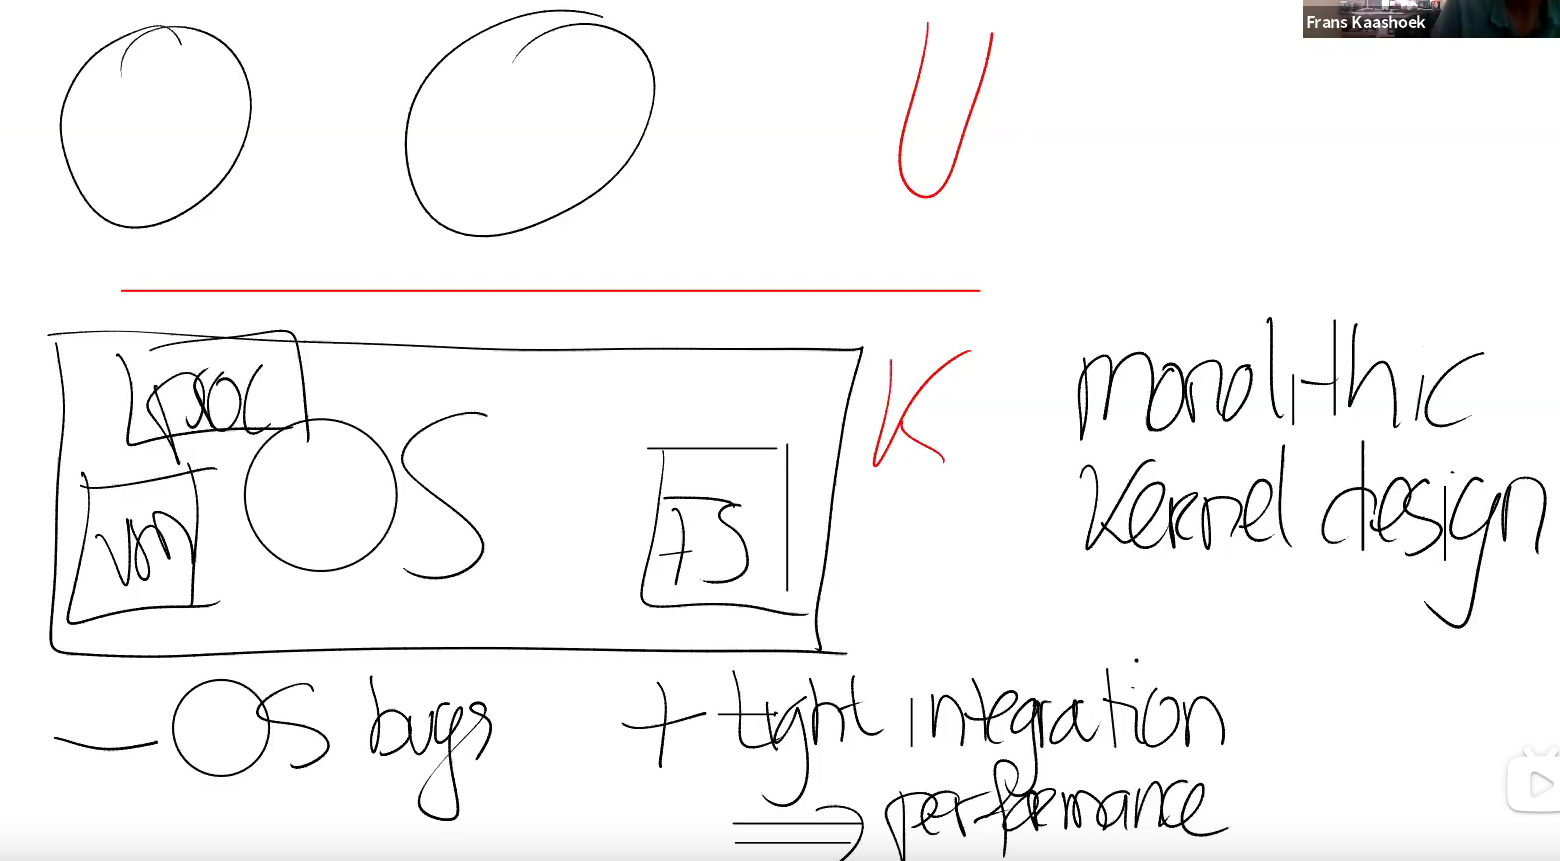 Frans Kaashoek
U
K
proc
OS
vm
FS
monolithic
kernel design
- OS bugs
+ tight integration
⇒ performance